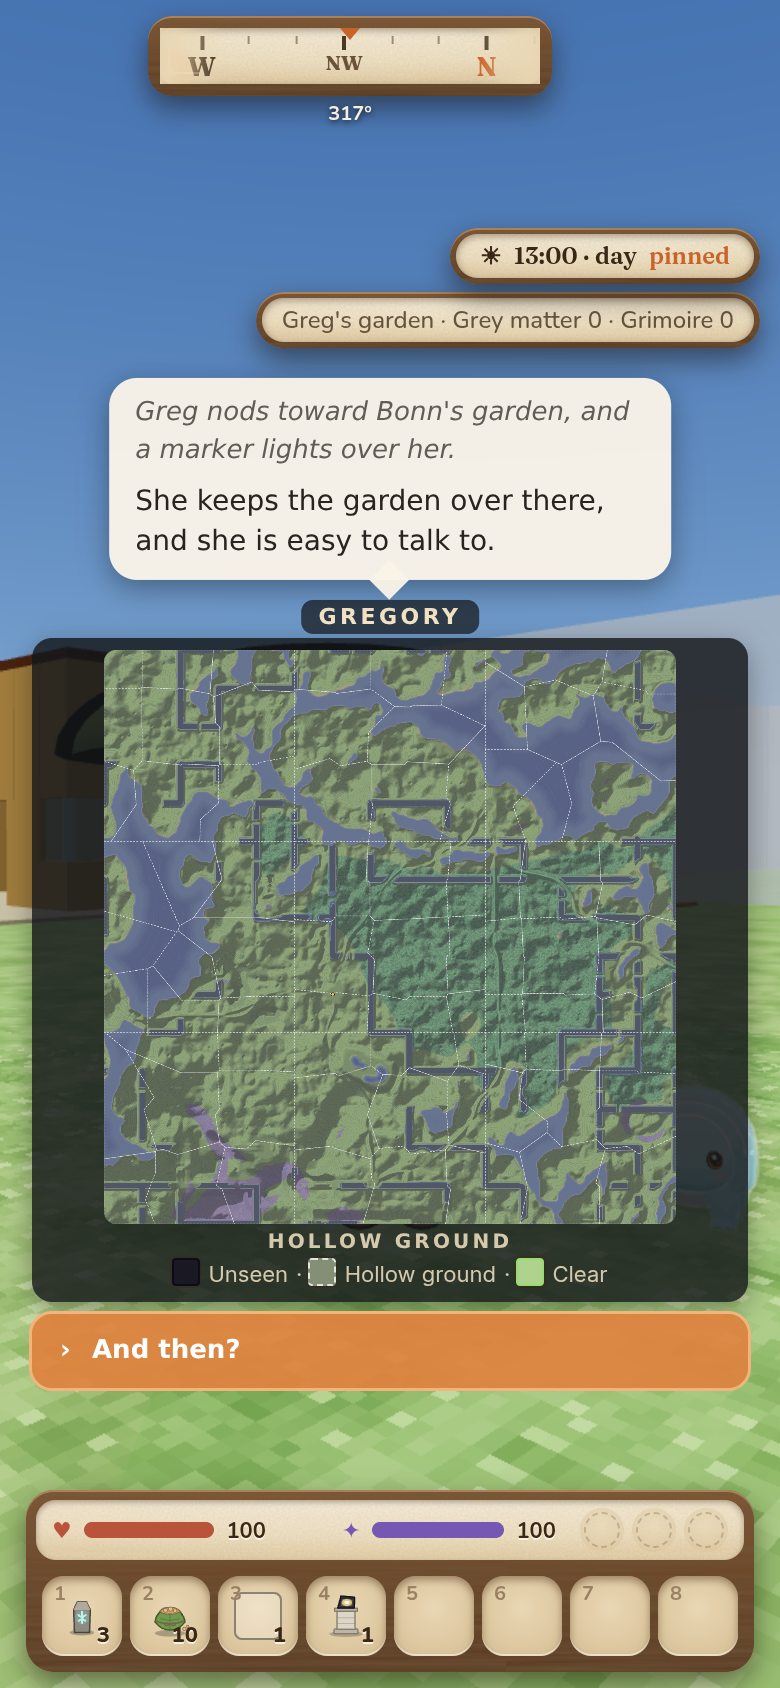 W NW N
317°
13:00 · day pinned
Greg's garden · Grey matter 0 · Grimoire 0
Greg nods toward Bonn's garden, and
a marker lights over her.
She keeps the garden over there,
and she is easy to talk to.
GREGORY
HOLLOW GROUND
Unseen · Hollow ground · Clear
› And then?
100 100
1 2 3 4 5 6 7 8
3 10 1 1